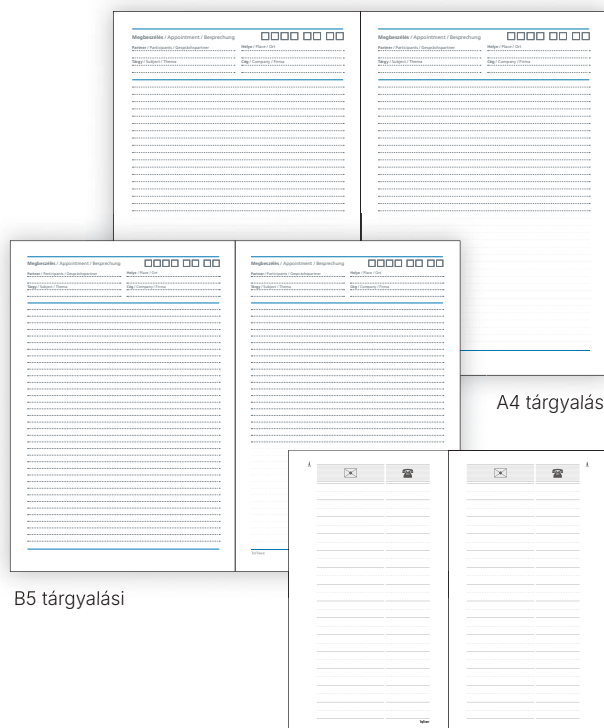 Megbeszélés / Appointment / Besprechung
Partner / Participants / Gesprächspartner
Helye / Place / Ort
Tárgy / Subject / Thema
Cég / Company / Firma
Megbeszélés / Appointment / Besprechung
Partner / Participants / Gesprächspartner
Helye / Place / Ort
Tárgy / Subject / Thema
Cég / Company / Firma
Megbeszélés / Appointment / Besprechung
Partner / Participants / Gesprächspartner
Helye / Place / Ort
Tárgy / Subject / Thema
Cég / Company / Firma
Megbeszélés / Appointment / Besprechung
Partner / Participants / Gesprächspartner
Helye / Place / Ort
Tárgy / Subject / Thema
Cég / Company / Firma
A4 tárgyalás
A
A
B5 tárgyalási